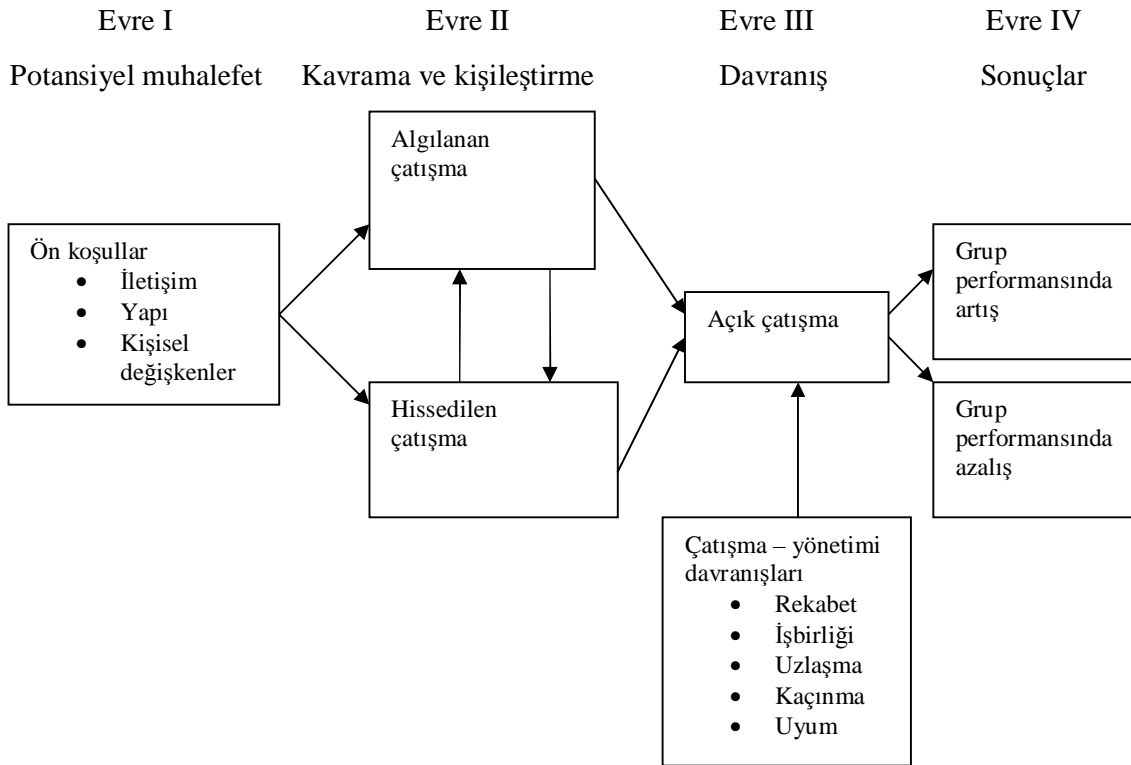 Evre I
Evre II
Evre III
Evre IV
Potansiyel muhalefet
Kavrama ve kişileştirme
Davranış
Sonuçlar
Ön koşullar
• İletişim
• Yapı
• Kişisel
değişkenler
Algılanan
çatışma
Hissedilen
çatışma
Açık çatışma
Çatışma – yönetimi
davranışları
• Rekabet
• İşbirliği
• Uzlaşma
• Kaçınma
• Uyum
Grup
performansında
artış
Grup
performansında
azalış